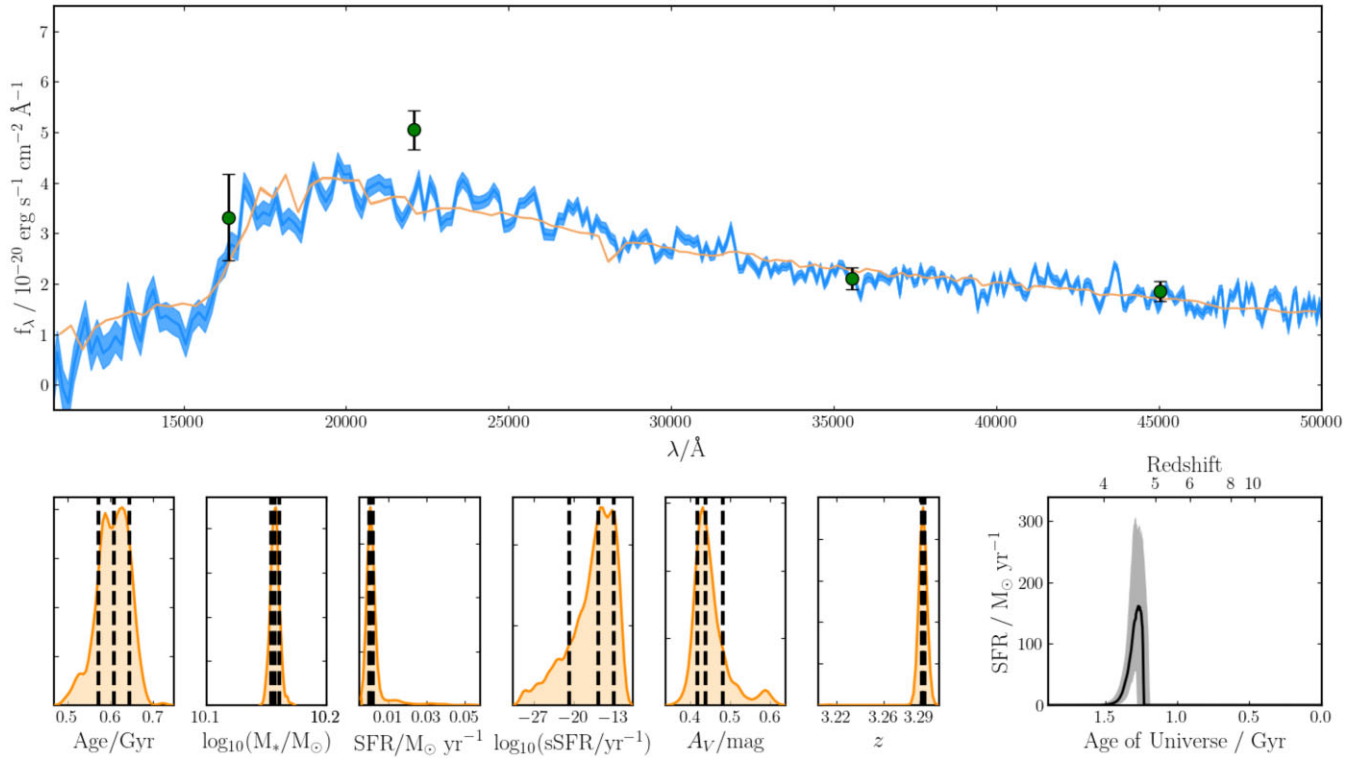 7
6
5
4
3
2
1
0
f_λ / 10⁻²⁰ erg s⁻¹ cm⁻² Å⁻¹
15000 20000 25000 30000 35000 40000 45000 50000
λ/Å
Redshift
4 5 6 8 10
0.5 0.6 0.7
Age/Gyr
10.1 10.2
log₁₀(M_*/M_⊙)
0.01 0.03 0.05
SFR/M_⊙ yr⁻¹
−27 −20 −13
log₁₀(sSFR/yr⁻¹)
0.4 0.5 0.6
A_V/mag
3.22 3.26 3.29
z
300
200
100
0
SFR / M_⊙ yr⁻¹
1.5 1.0 0.5 0.0
Age of Universe / Gyr